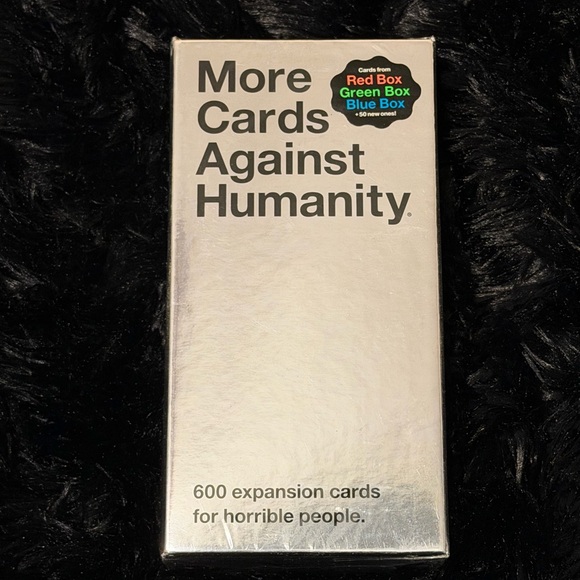 More
Cards
Against
Humanity®
Cards from
Red Box
Green Box
Blue Box
+ 50 new ones!
600 expansion cards
for horrible people.